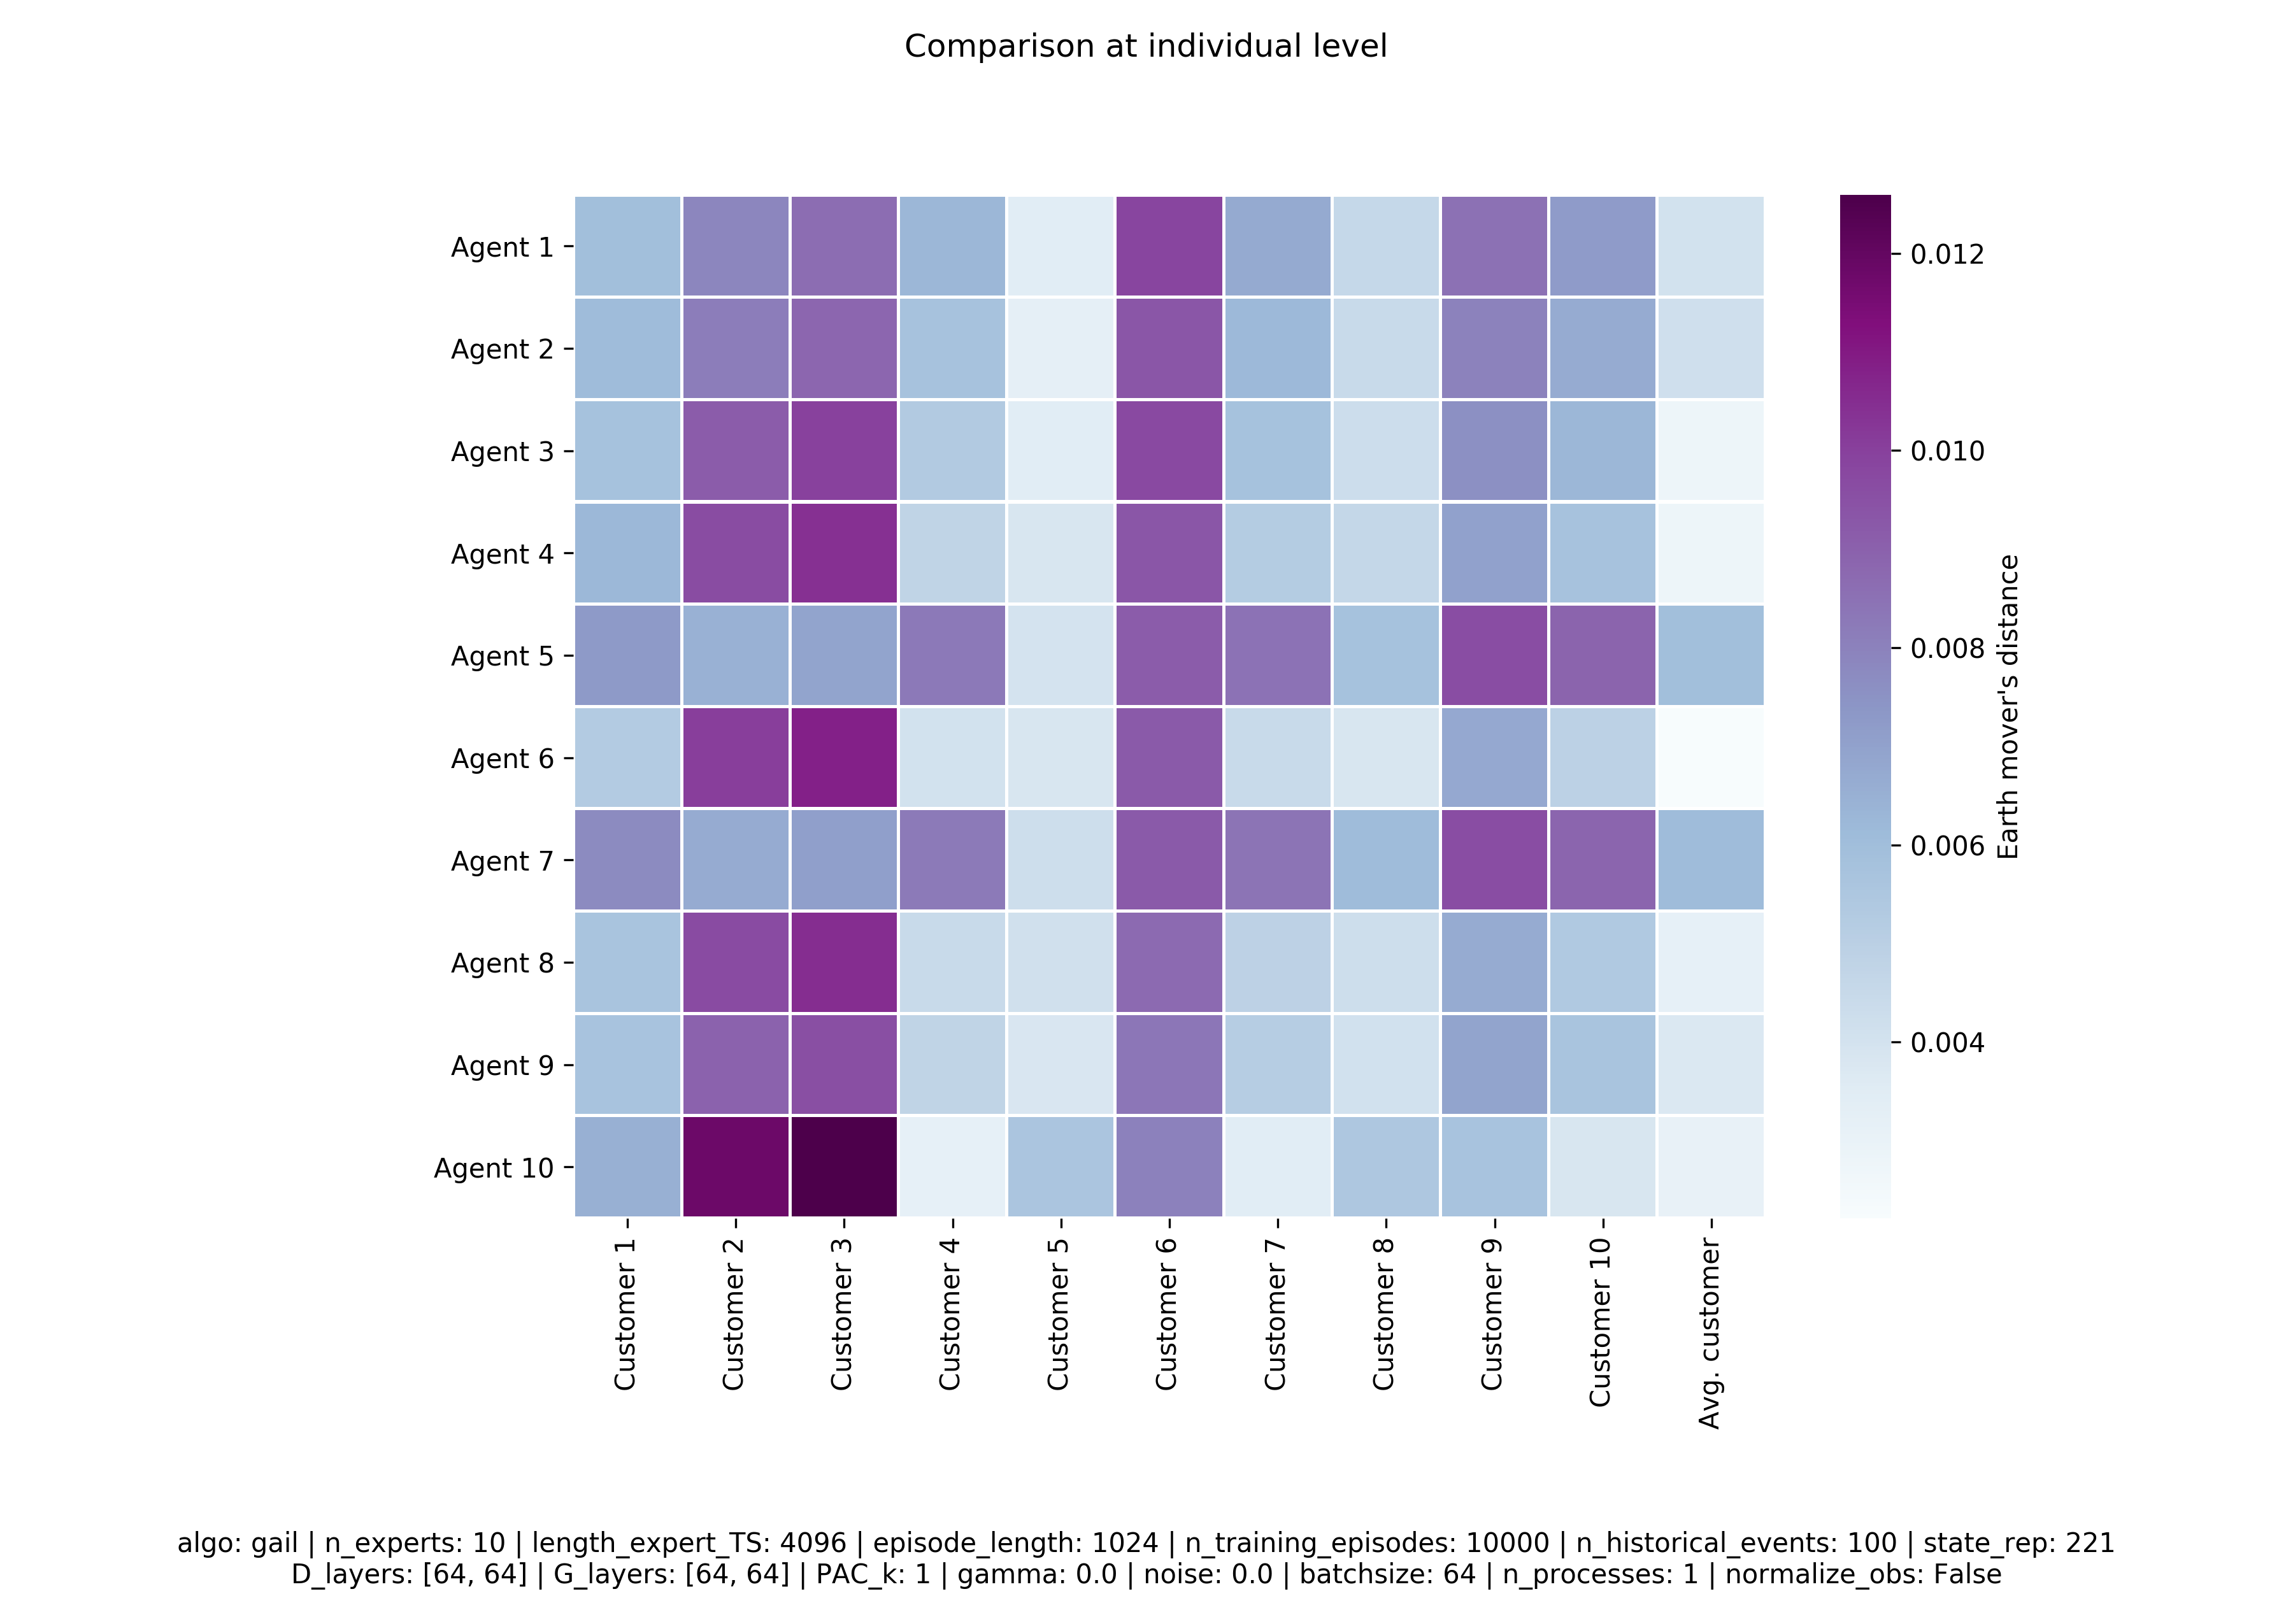 Comparison at individual level
Agent 1
Agent 2
Agent 3
Agent 4
Agent 5
Agent 6
Agent 7
Agent 8
Agent 9
Agent 10
Customer 1
Customer 2
Customer 3
Customer 4
Customer 5
Customer 6
Customer 7
Customer 8
Customer 9
Customer 10
Avg. customer
0.012
0.010
0.008
0.006
0.004
Earth mover's distance
algo: gail | n_experts: 10 | length_expert_TS: 4096 | episode_length: 1024 | n_training_episodes: 10000 | n_historical_events: 100 | state_rep: 221
D_layers: [64, 64] | G_layers: [64, 64] | PAC_k: 1 | gamma: 0.0 | noise: 0.0 | batchsize: 64 | n_processes: 1 | normalize_obs: False